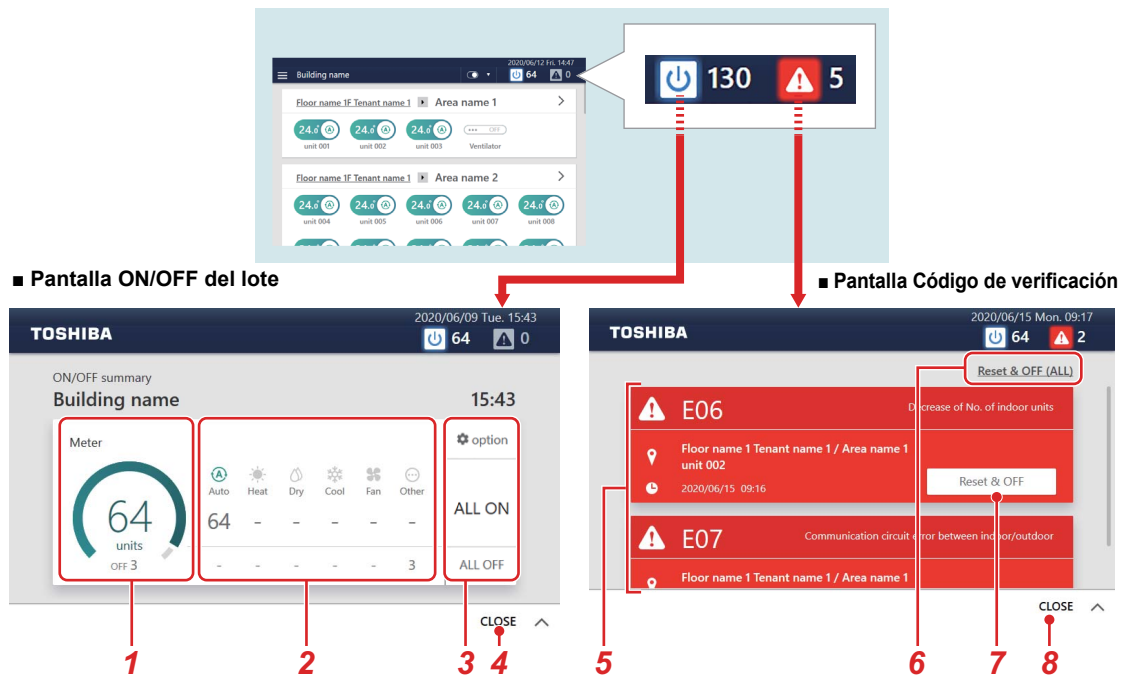 2020/06/12 Fri. 14:47
Building name 64 0
130 5
Floor name 1F Tenant name 1 Area name 1
24.0 A 24.0 A 24.0 A OFF
unit 001 unit 002 unit 003 Ventilator
Floor name 1F Tenant name 1 Area name 2
24.0 A 24.0 A 24.0 A 24.0 A 24.0 A
unit 004 unit 005 unit 006 unit 007 unit 008
■ Pantalla ON/OFF del lote
2020/06/09 Tue. 15:43
TOSHIBA 64 0
ON/OFF summary
Building name 15:43
Meter
64
units
OFF 3
A
Auto Heat Dry Cool Fan Other
64 - - - - -
- - - - - 3
option
ALL ON
ALL OFF
CLOSE
1 2 3 4
■ Pantalla Código de verificación
2020/06/15 Mon. 09:17
TOSHIBA 64 2
Reset & OFF (ALL)
E06 Decrease of No. of indoor units
Floor name 1 Tenant name 1 / Area name 1
unit 002
2020/06/15 09:16
Reset & OFF
E07 Communication circuit error between indoor/outdoor
Floor name 1 Tenant name 1 / Area name 1
CLOSE
5 6 7 8